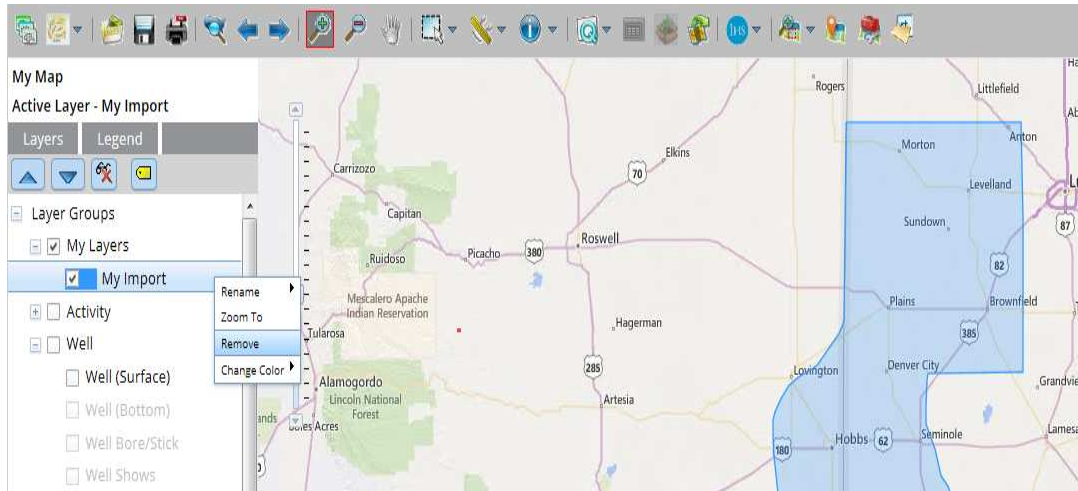 IHS
My Map
Active Layer - My Import
Layers Legend
Layer Groups
My Layers
My Import
Activity
Well
Well (Surface)
Well (Bottom)
Well Bore/Stick
Well Shows
Rename
Zoom To
Remove
Change Color
Rogers
Littlefield
Anton
Morton
Elkins
70
Carrizozo
Levelland
Capitan
Sundown
87
Roswell
380
Picacho
Ruidoso
82
Mescalero Apache
Indian Reservation
Plains
Brownfield
Hagerman
Tularosa
385
285
Lovington
Denver City
Alamogordo
Lincoln National
Forest
Artesia
Acres
Seminole
Hobbs
62
180